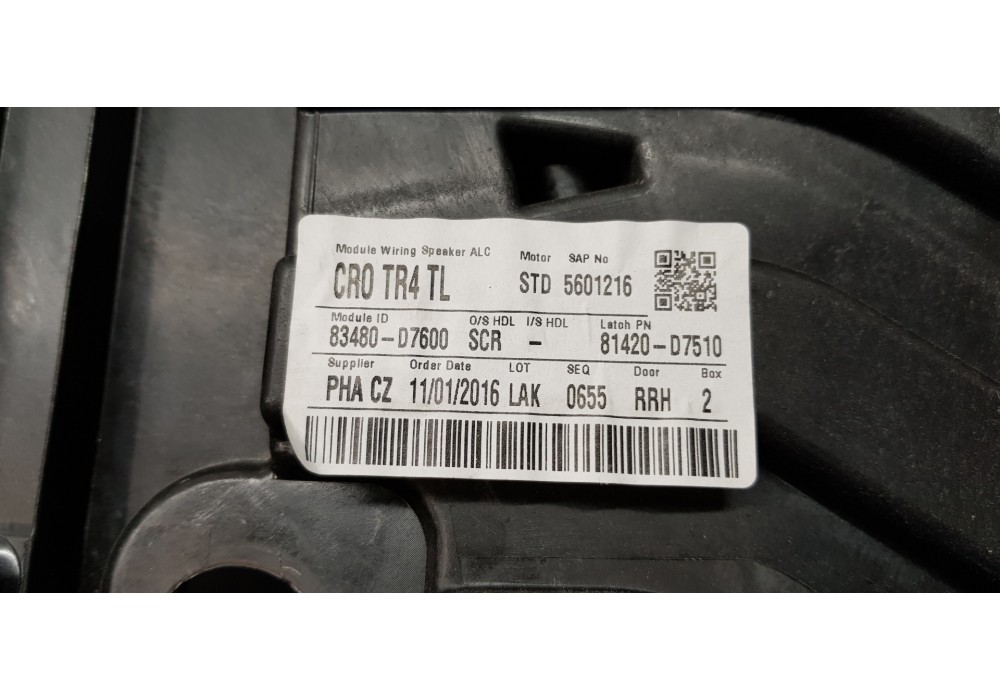 Module Wiring Speaker ALC Motor SAP No
CRO TR4 TL STD 5601216
Module ID O/S HDL I/S HDL Latch PN
83480-D7600 SCR - 81420-D7510
Supplier Order Date LOT SEQ Door Box
PHA CZ 11/01/2016 LAK 0655 RRH 2